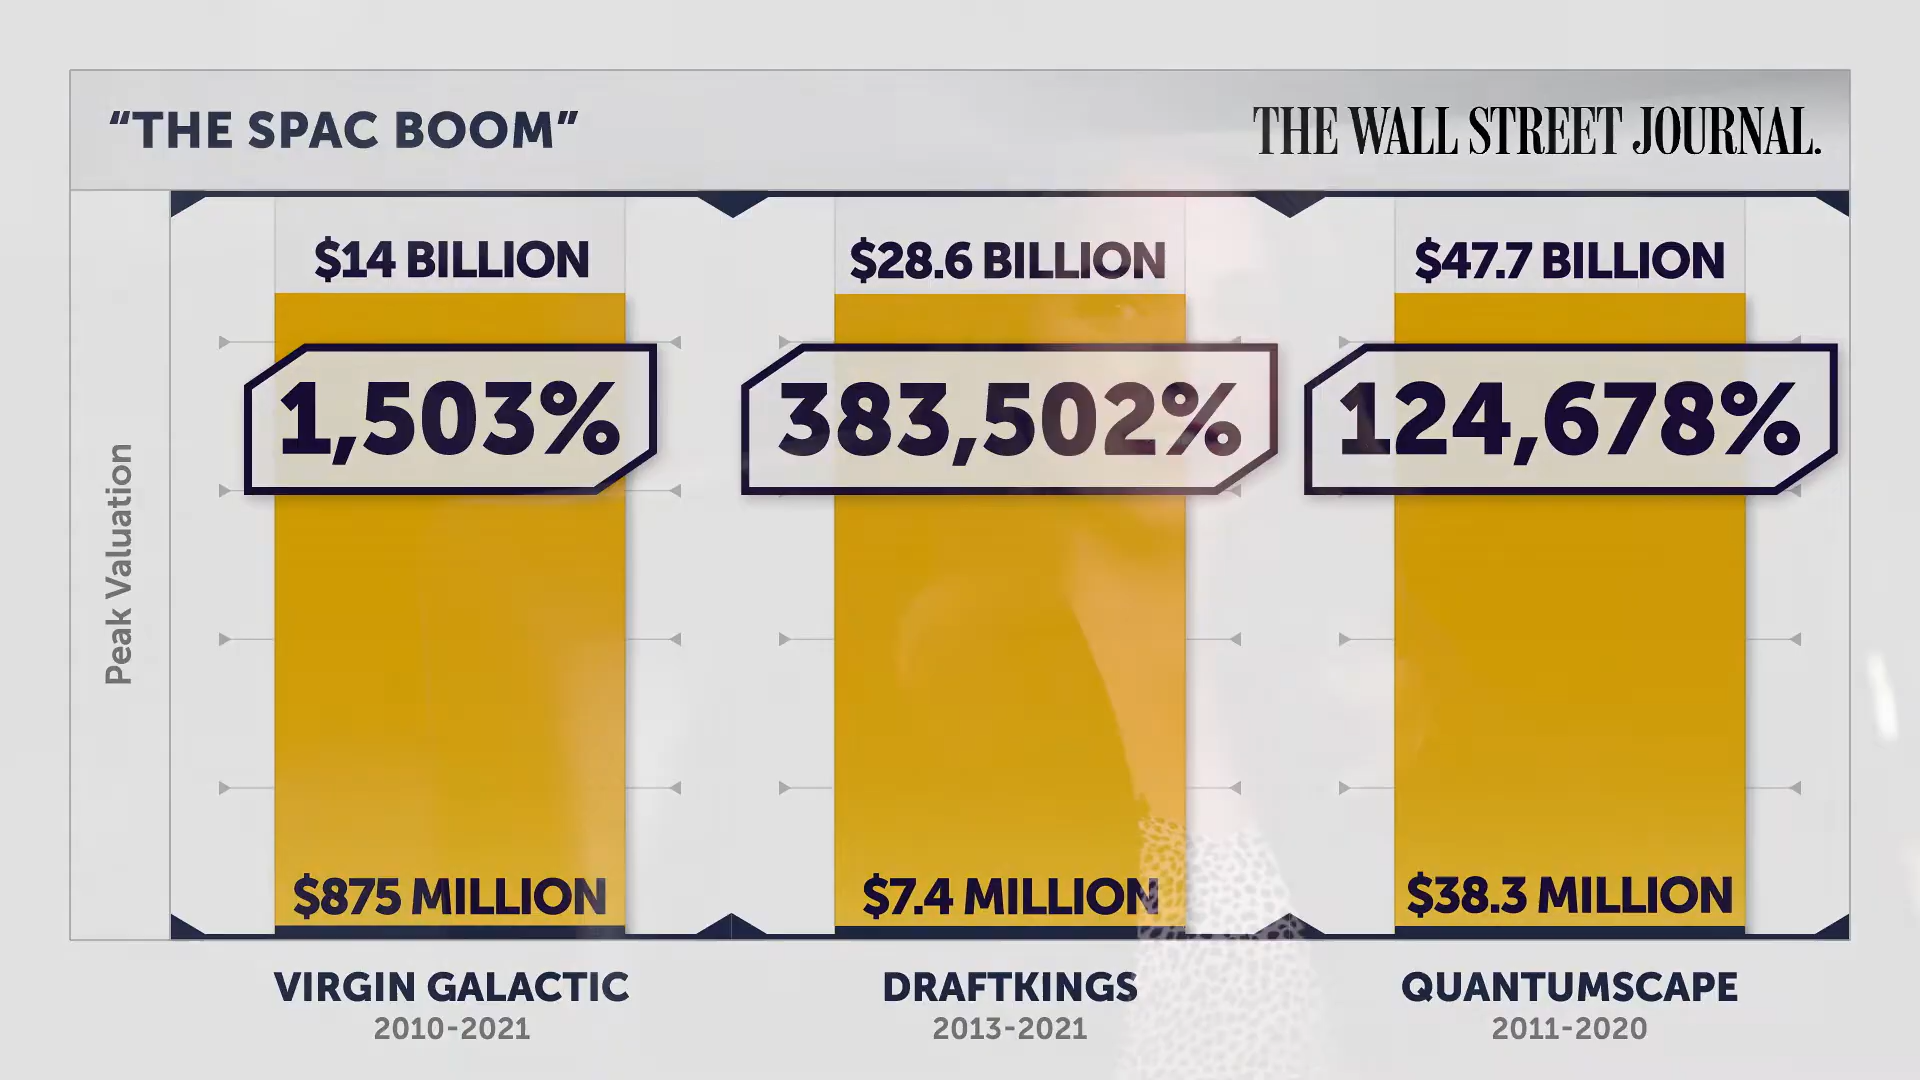 “THE SPAC BOOM”
THE WALL STREET JOURNAL.
Peak Valuation
$14 BILLION
$28.6 BILLION
$47.7 BILLION
1,503%
383,502%
124,678%
$875 MILLION
$7.4 MILLION
$38.3 MILLION
VIRGIN GALACTIC
DRAFTKINGS
QUANTUMSCAPE
2010-2021
2013-2021
2011-2020